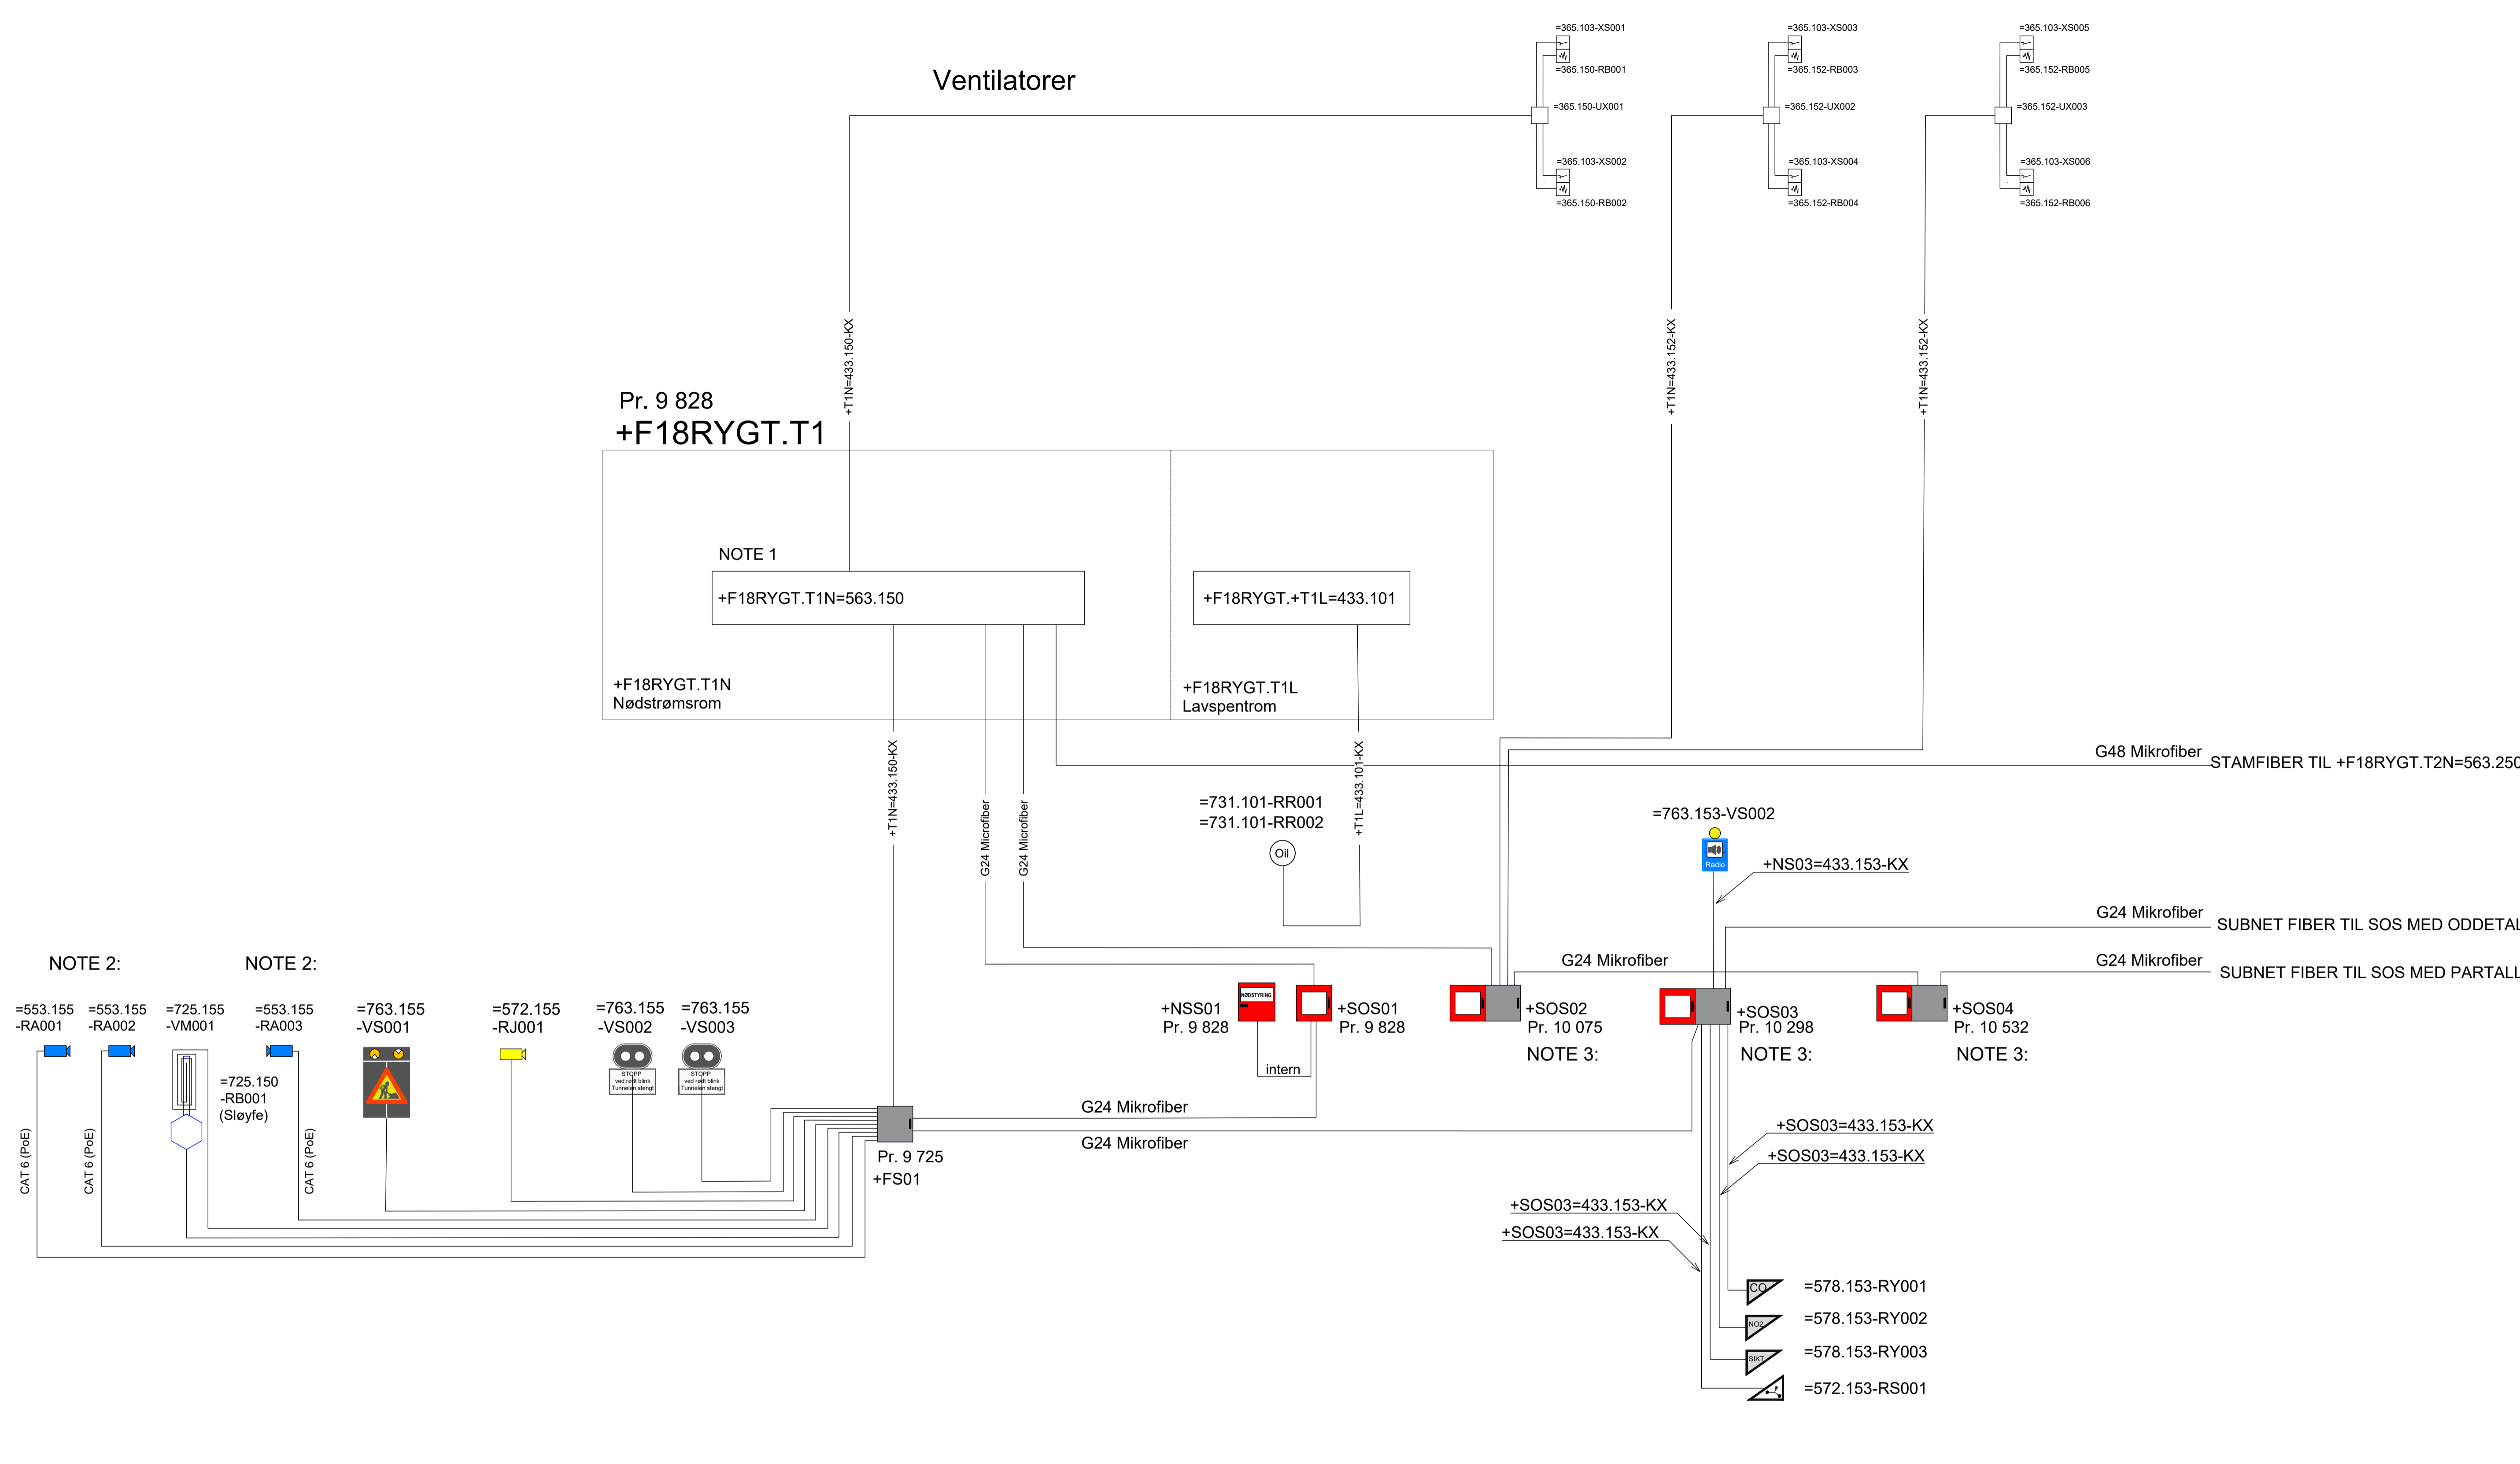 =365.103-XS001
=365.103-XS003
=365.103-XS005
Ventilatorer
=365.150-RB001
=365.152-RB003
=365.152-RB005
=365.150-UX001
=365.152-UX002
=365.152-UX003
=365.103-XS002
=365.103-XS004
=365.103-XS006
=365.150-RB002
=365.152-RB004
=365.152-RB006
+T1N=433.150-KX
+T1N=433.152-KX
+T1N=433.152-KX
Pr. 9 828
+F18RYGT.T1
NOTE 1
+F18RYGT.T1N=563.150
+F18RYGT.+T1L=433.101
+F18RYGT.T1N
Nødstrømsrom
+F18RYGT.T1L
Lavspentrom
+T1N=433.150-KX
G24 Microfiber
G24 Microfiber
+T1L=433.101-KX
G48 Mikrofiber
STAMFIBER TIL +F18RYGT.T2N=563.250
=731.101-RR001
=731.101-RR002
Oil
=763.153-VS002
Radio
+NS03=433.153-KX
G24 Mikrofiber
SUBNET FIBER TIL SOS MED ODDETAL
G24 Mikrofiber
G24 Mikrofiber
SUBNET FIBER TIL SOS MED PARTALL
NOTE 2:
NOTE 2:
=553.155
-RA001
=553.155
-RA002
=725.155
-VM001
=553.155
-RA003
=763.155
-VS001
=572.155
-RJ001
=763.155
-VS002
=763.155
-VS003
NØDSTYRING
+NSS01
Pr. 9 828
+SOS01
Pr. 9 828
+SOS02
Pr. 10 075
NOTE 3:
+SOS03
Pr. 10 298
NOTE 3:
+SOS04
Pr. 10 532
NOTE 3:
intern
STOPP
ved rødt blink
Tunnelen stengt
STOPP
ved rødt blink
Tunnelen stengt
=725.150
-RB001
(Sløyfe)
CAT 6 (PoE)
CAT 6 (PoE)
CAT 6 (PoE)
G24 Mikrofiber
G24 Mikrofiber
Pr. 9 725
+FS01
+SOS03=433.153-KX
+SOS03=433.153-KX
+SOS03=433.153-KX
+SOS03=433.153-KX
CO
=578.153-RY001
NO2
=578.153-RY002
SIKT
=578.153-RY003
=572.153-RS001